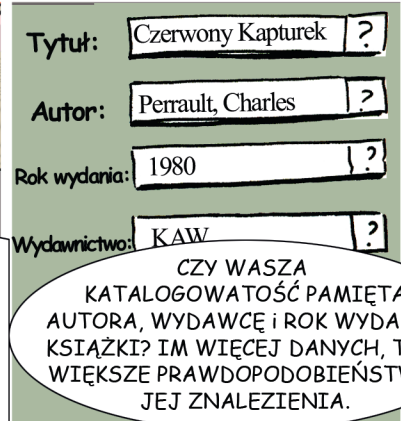 Tytuł: Czerwony Kapturek ?
Autor: Perrault, Charles ?
Rok wydania: 1980 ?
Wydawnictwo: KAW ?
CZY WASZA
KATALOGOWATOŚĆ PAMIĘTA
AUTORA, WYDAWCĘ i ROK WYDA
KSIĄŻKI? IM WIĘCEJ DANYCH, T
WIĘKSZE PRAWDOPODOBIEŃSTW
JEJ ZNALEZIENIA.